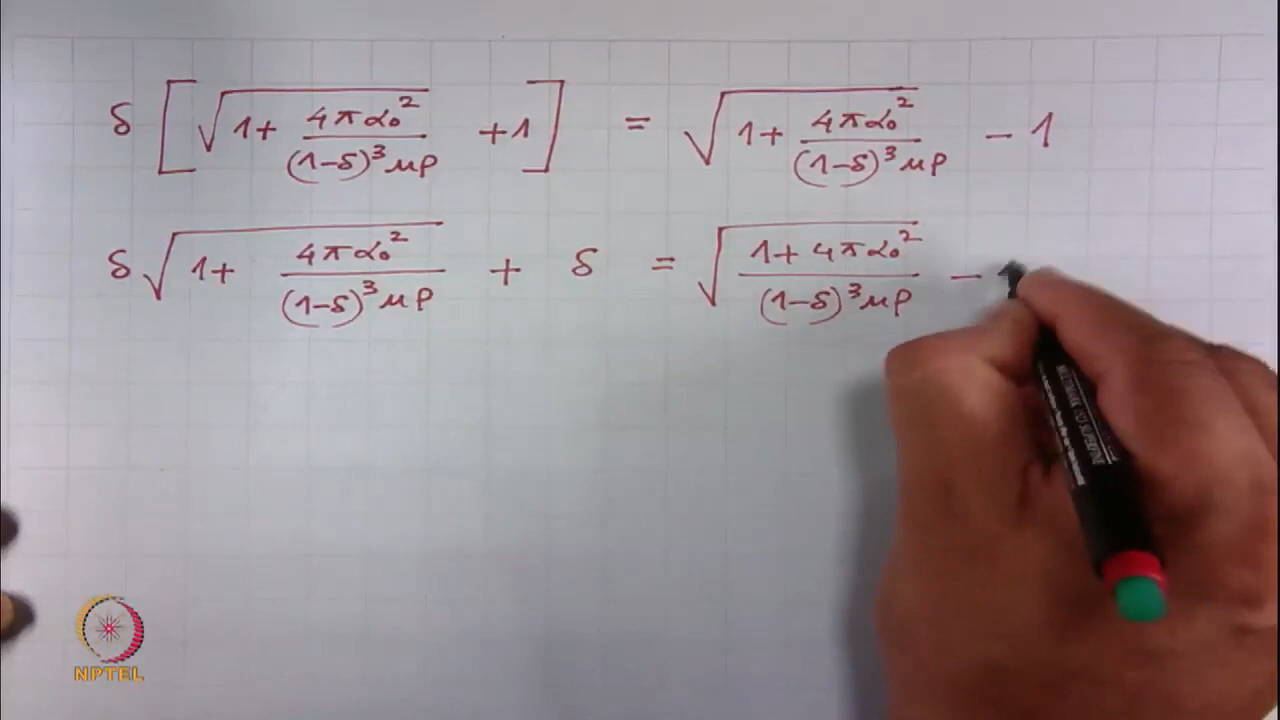 δ [ √(1 + 4πα₀² / (1-δ)³μρ) + 1 ] = √(1 + 4πα₀² / (1-δ)³μρ) - 1
δ √(1 + 4πα₀² / (1-δ)³μρ) + δ = √((1 + 4πα₀²) / (1-δ)³μρ) - 1
NPTEL